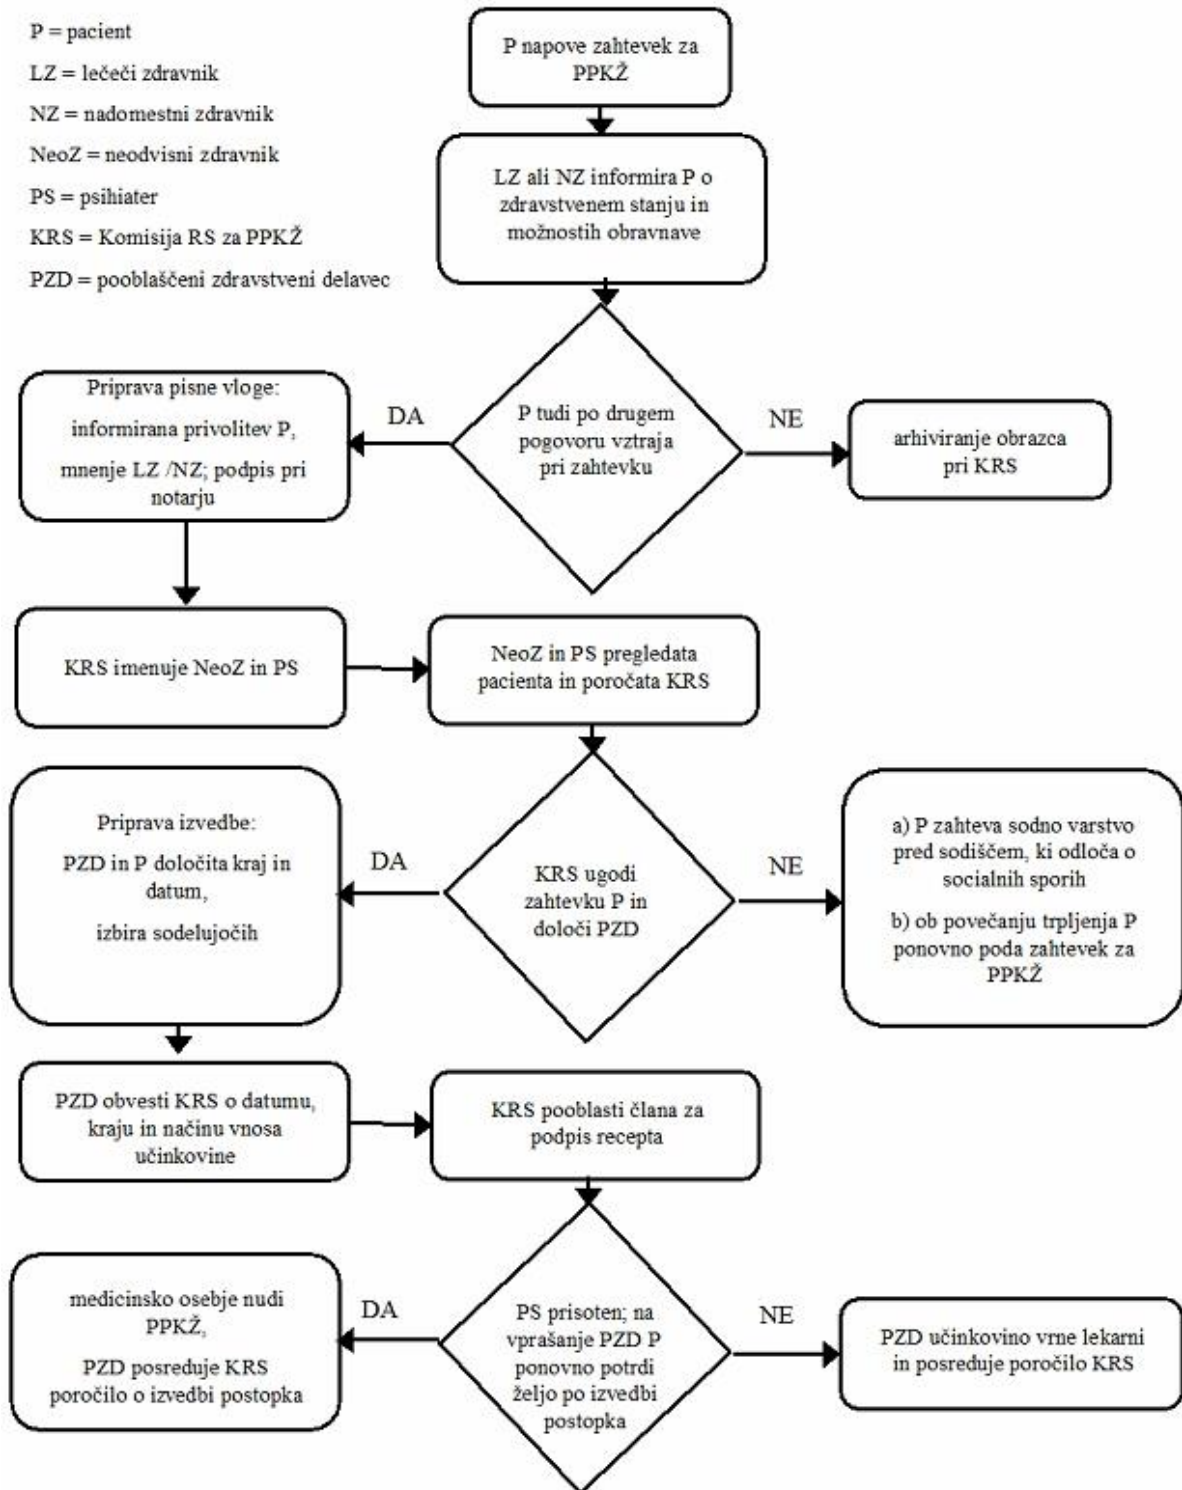 P = pacient
LZ = lečeči zdravnik
NZ = nadomestni zdravnik
NeoZ = neodvisni zdravnik
PS = psihiater
KRS = Komisija RS za PPKŽ
PZD = pooblaščeni zdravstveni delavec
P napove zahtevek za
PPKŽ
LZ ali NZ informira P o
zdravstvenem stanju in
možnostih obravnave
P tudi po drugem
pogovoru vztraja
pri zahtevku
DA
NE
Priprava pisne vloge:
informirana privolitev P,
mnenje LZ /NZ; podpis pri
notarju
arhiviranje obrazca
pri KRS
KRS imenuje NeoZ in PS
NeoZ in PS pregledata
pacienta in poročata KRS
KRS ugodi
zahtevku P in
določi PZD
DA
NE
Priprava izvedbe:
PZD in P določita kraj in
datum,
izbira sodelujočih
a) P zahteva sodno varstvo
pred sodiščem, ki odloča o
socialnih sporih
b) ob povečanju trpljenja P
ponovno poda zahtevek za
PPKŽ
PZD obvesti KRS o datumu,
kraju in načinu vnosa
učinkovine
KRS pooblasti člana za
podpis recepta
PS prisoten; na
vprašanje PZD P
ponovno potrdi
željo po izvedbi
postopka
DA
NE
medicinsko osebje nudi
PPKŽ,
PZD posreduje KRS
poročilo o izvedbi postopka
PZD učinkovino vrne lekarni
in posreduje poročilo KRS